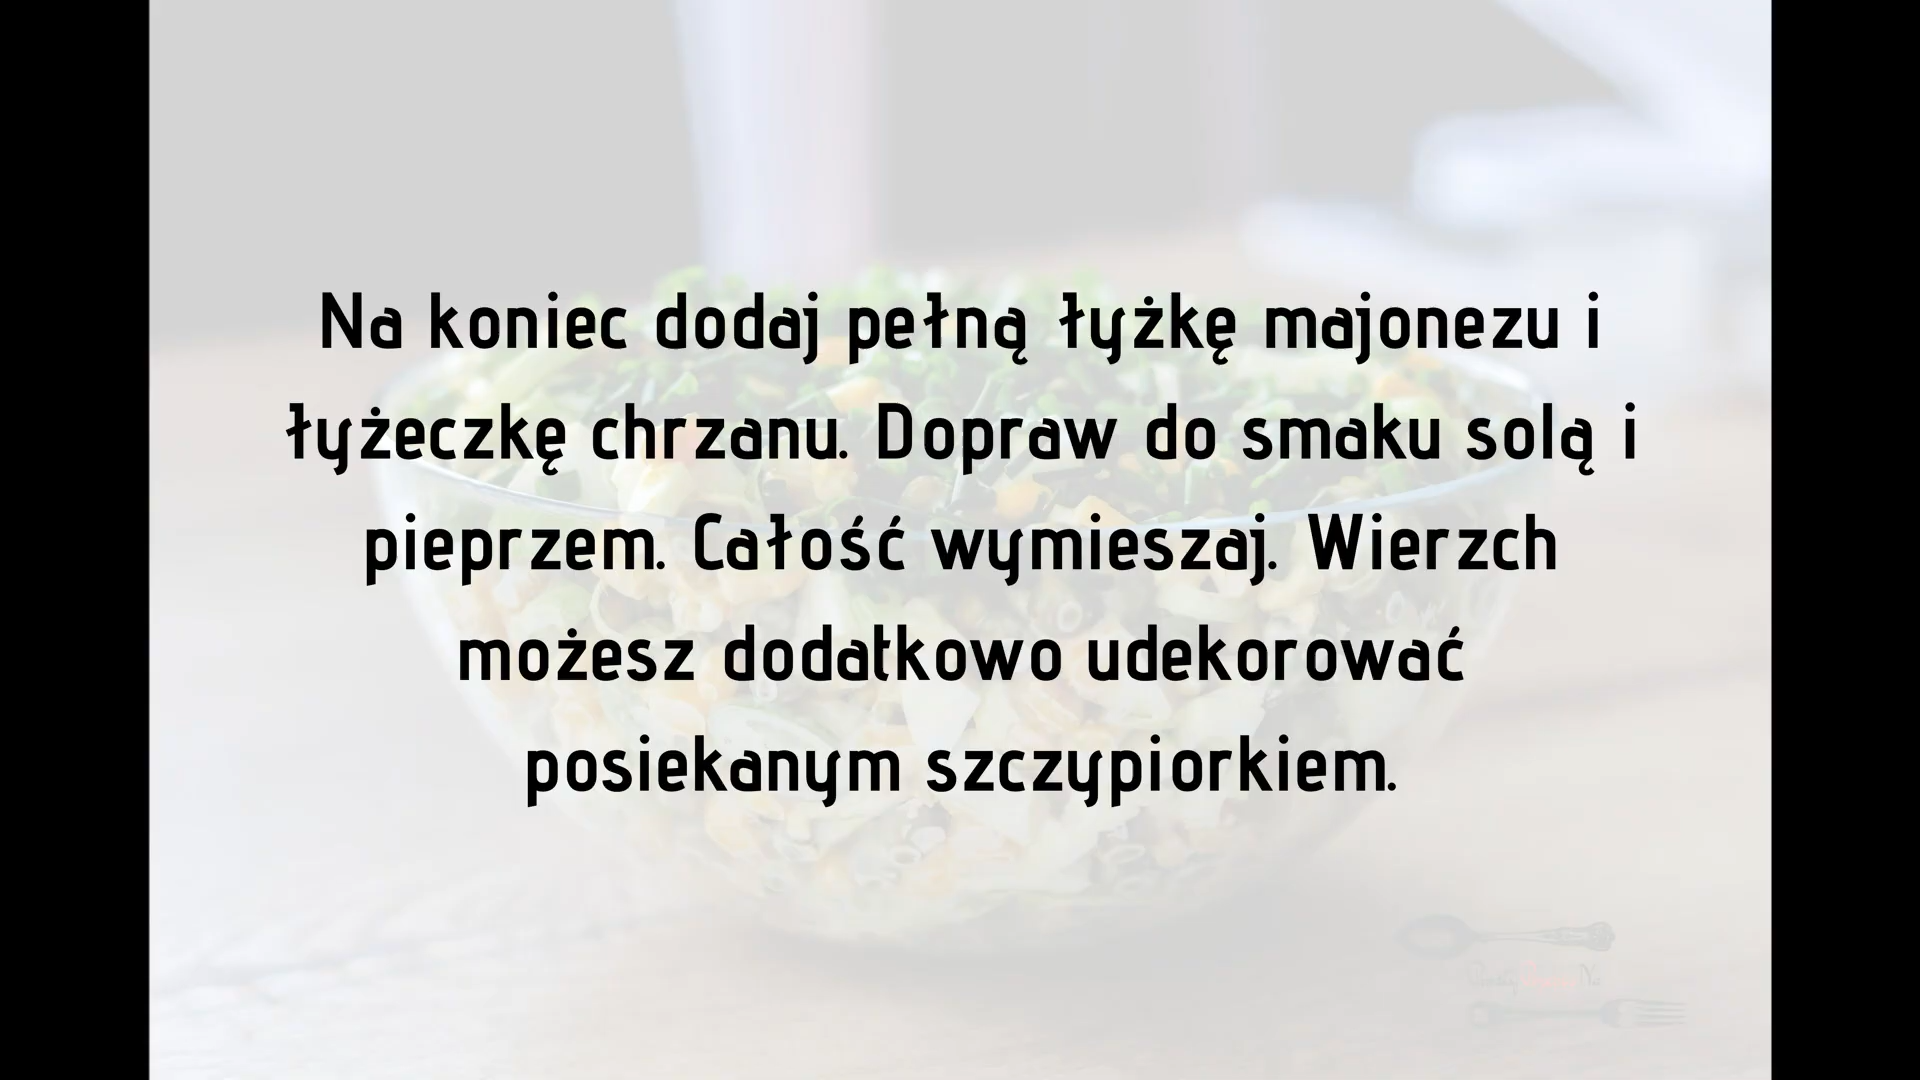 Na koniec dodaj pełną łyżkę majonezu i
łyżeczkę chrzanu. Dopraw do smaku solą i
pieprzem. Całość wymieszaj. Wierzch
możesz dodatkowo udekorować
posiekanym szczypiorkiem.